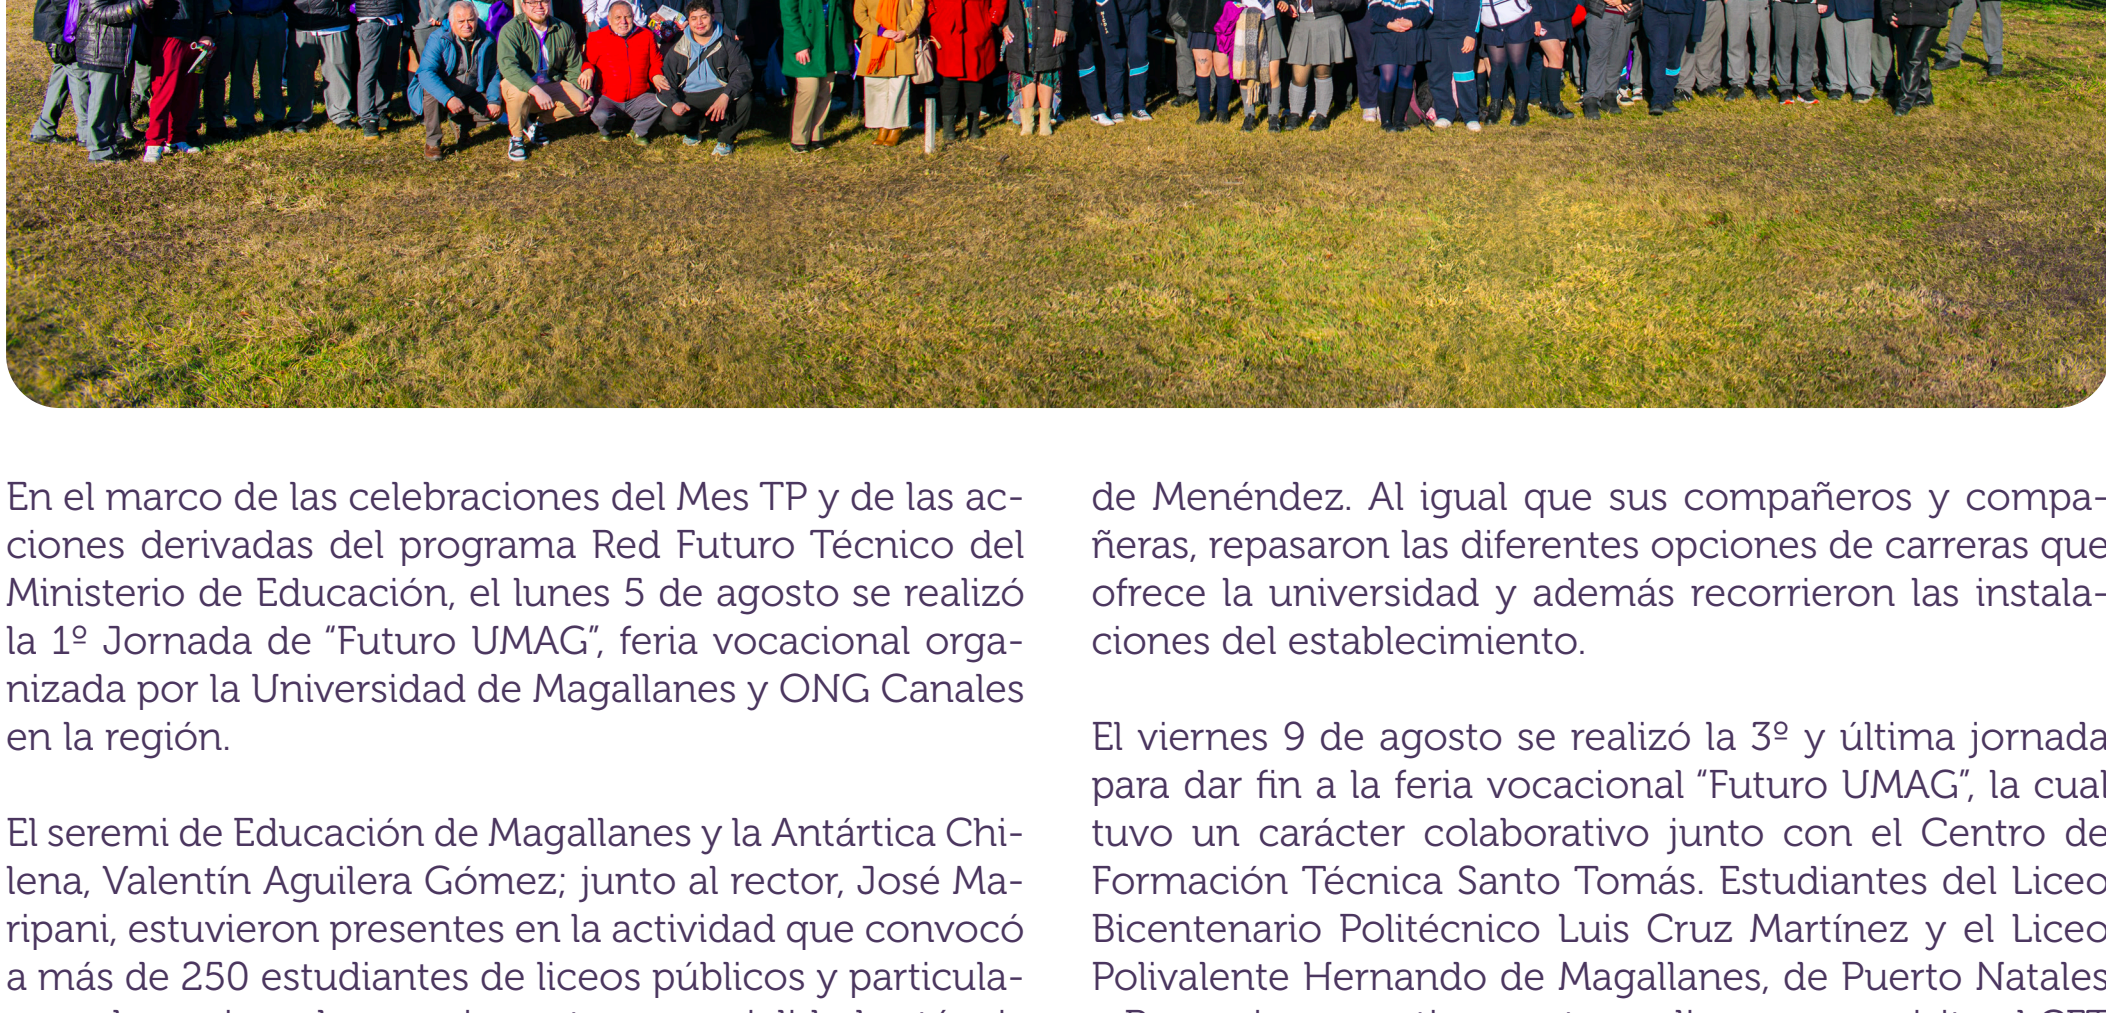 En el marco de las celebraciones del Mes TP y de las ac-
ciones derivadas del programa Red Futuro Técnico del
Ministerio de Educación, el lunes 5 de agosto se realizó
la 1º Jornada de “Futuro UMAG”, feria vocacional orga-
nizada por la Universidad de Magallanes y ONG Canales
en la región.
El seremi de Educación de Magallanes y la Antártica Chi-
lena, Valentín Aguilera Gómez; junto al rector, José Ma-
ripani, estuvieron presentes en la actividad que convocó
a más de 250 estudiantes de liceos públicos y particula-
de Menéndez. Al igual que sus compañeros y compa-
ñeras, repasaron las diferentes opciones de carreras que
ofrece la universidad y además recorrieron las instala-
ciones del establecimiento.
El viernes 9 de agosto se realizó la 3º y última jornada
para dar fin a la feria vocacional “Futuro UMAG”, la cual
tuvo un carácter colaborativo junto con el Centro de
Formación Técnica Santo Tomás. Estudiantes del Liceo
Bicentenario Politécnico Luis Cruz Martínez y el Liceo
Polivalente Hernando de Magallanes, de Puerto Natales